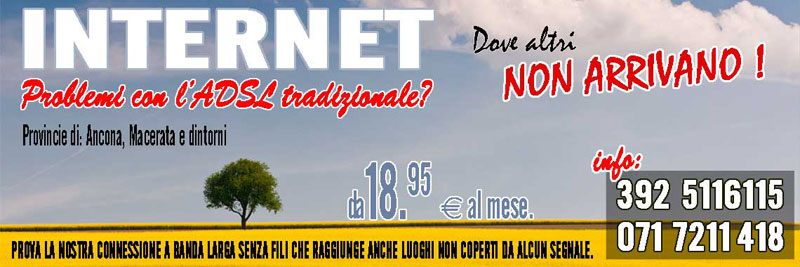 INTERNET
Problemi con l'ADSL tradizionale?
Provincie di: Ancona, Macerata e dintorni
Dove altri
NON ARRIVANO !
da 18.95 € al mese.
info:
392 5116115
071 7211 418
PROVA LA NOSTRA CONNESSIONE A BANDA LARGA SENZA FILI CHE RAGGIUNGE ANCHE LUOGHI NON COPERTI DA ALCUN SEGNALE.